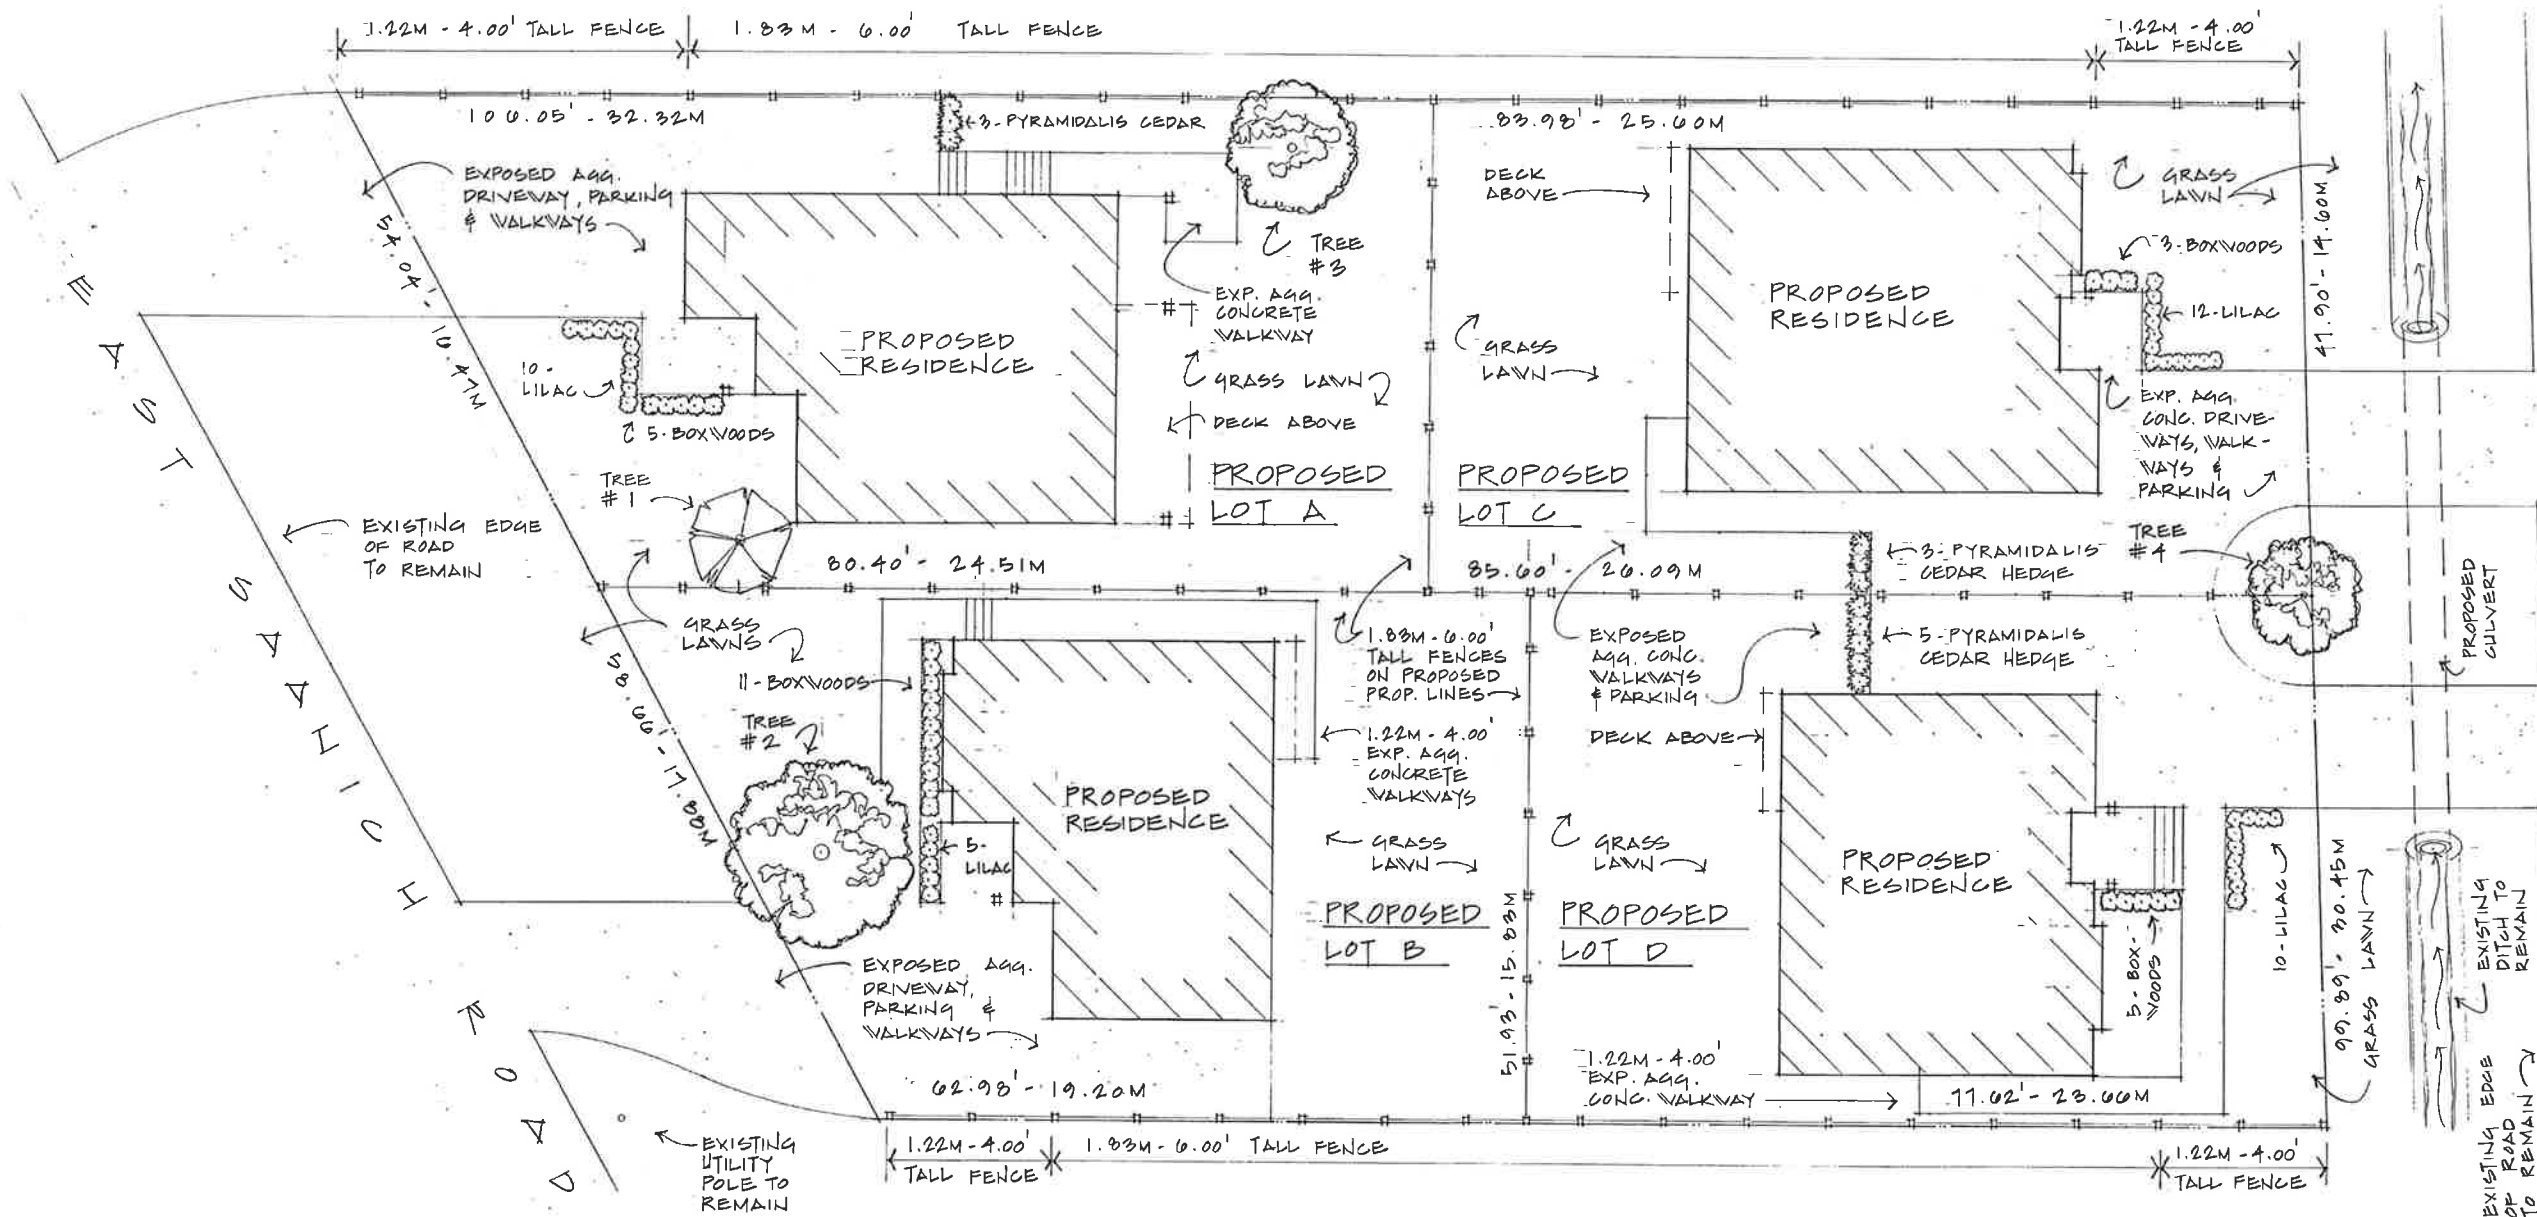 1.22M - 4.00' TALL FENCE
1.83M - 6.00' TALL FENCE
1.22M - 4.00'
TALL FENCE
106.05' - 32.32M
3-PYRAMIDALIS CEDAR
83.98' - 25.60M
EXPOSED AGG.
DRIVEWAY, PARKING
& WALKWAYS
DECK
ABOVE
GRASS
LAWN
54.04' - 16.47M
TREE
#3
3-BOXWOODS
47.90' - 14.60M
EXP. AGG.
CONCRETE
WALKWAY
PROPOSED
RESIDENCE
PROPOSED
RESIDENCE
12-LILAC
GRASS
LAWN
10-
LILAC
GRASS LAWN
5-BOXWOODS
DECK ABOVE
EXP. AGG.
CONC. DRIVE-
WAYS, WALK-
WAYS &
PARKING
TREE
#1
PROPOSED
LOT A
PROPOSED
LOT C
EXISTING EDGE
OF ROAD
TO REMAIN
TREE
#4
3-PYRAMIDALIS
CEDAR HEDGE
80.40' - 24.51M
85.60' - 26.09M
PROPOSED
CULVERT
EAST SAANICH ROAD
GRASS
LAWNS
1.83M - 6.00'
TALL FENCES
ON PROPOSED
PROP. LINES
EXPOSED
AGG. CONC.
WALKWAYS
& PARKING
5-PYRAMIDALIS
CEDAR HEDGE
58.66' - 17.88M
11-BOXWOODS
TREE
#2
1.22M - 4.00'
EXP. AGG.
CONCRETE
WALKWAYS
DECK ABOVE
PROPOSED
RESIDENCE
5-
LILAC
GRASS
LAWN
GRASS
LAWN
PROPOSED
RESIDENCE
PROPOSED
LOT B
PROPOSED
LOT D
51.93' - 15.83M
5-BOX-
WOODS
10-LILAC
99.89' - 30.45M
GRASS LAWN
EXISTING
DITCH TO
REMAIN
EXPOSED AGG.
DRIVEWAY,
PARKING &
WALKWAYS
62.98' - 19.20M
1.22M - 4.00'
EXP. AGG.
CONC. WALKWAY
77.62' - 23.66M
EXISTING
UTILITY
POLE TO
REMAIN
1.22M - 4.00'
TALL FENCE
1.83M - 6.00' TALL FENCE
1.22M - 4.00'
TALL FENCE
EXISTING EDGE
OF ROAD
TO REMAIN